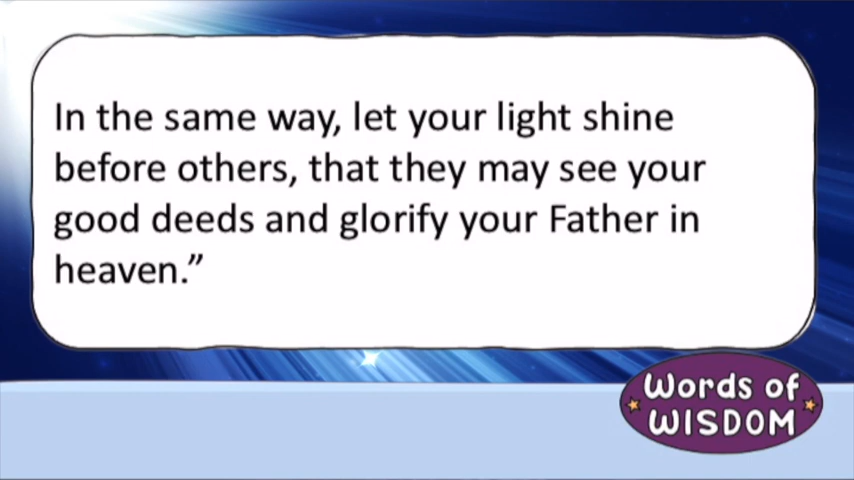 In the same way, let your light shine
before others, that they may see your
good deeds and glorify your Father in
heaven.”
Words of
WISDOM